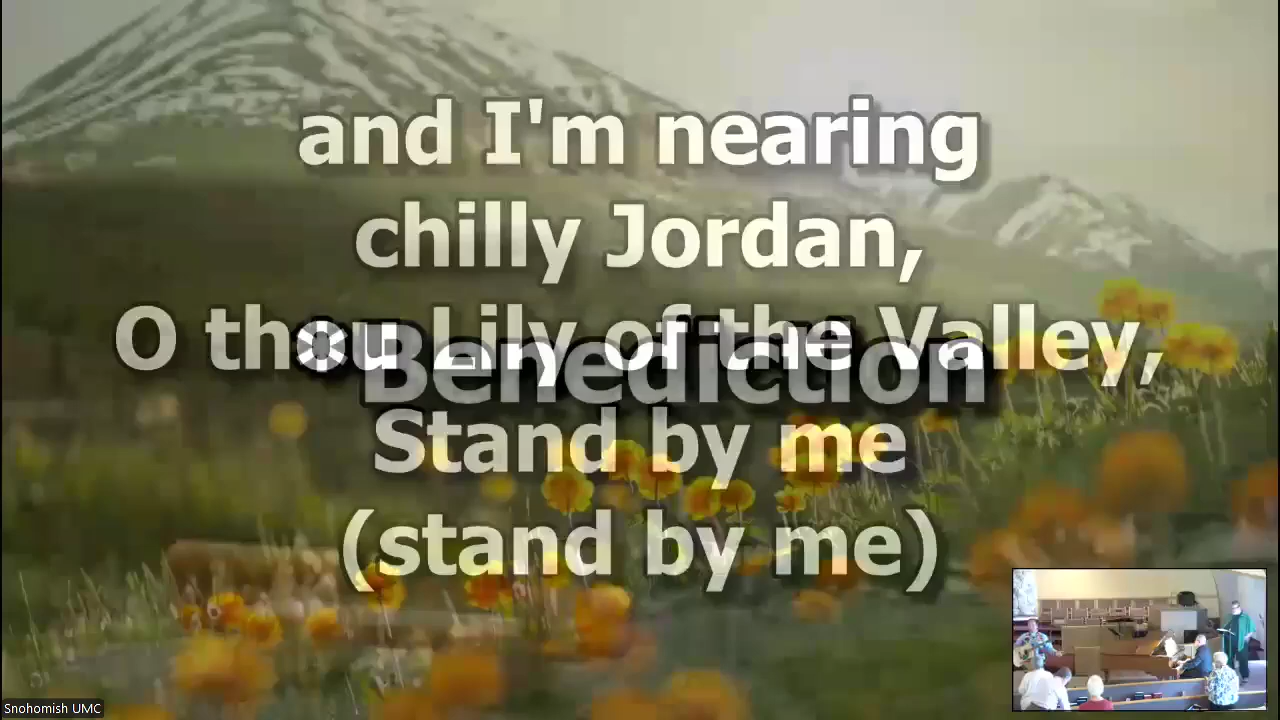 and I'm nearing
chilly Jordan,
O thou Lily of the Valley,
*Benediction
Stand by me
(stand by me)
Snohomish UMC